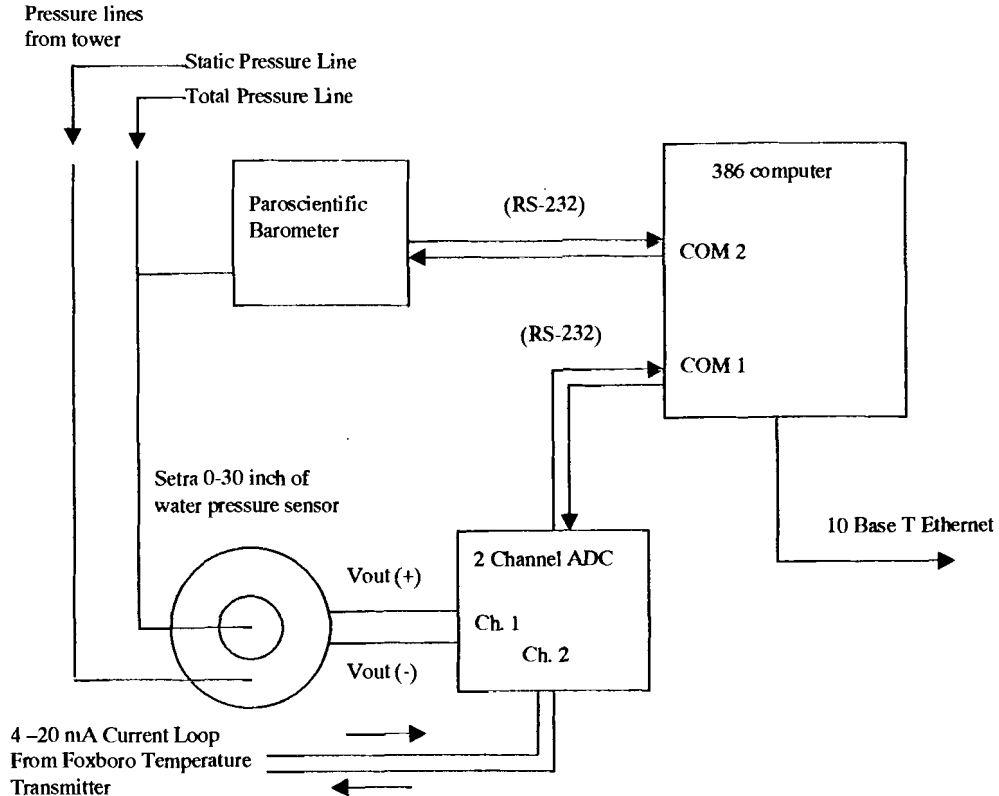 Pressure lines
from tower
Static Pressure Line
Total Pressure Line
Paroscientific
Barometer
(RS-232)
386 computer
COM 2
(RS-232)
COM 1
Setra 0-30 inch of
water pressure sensor
10 Base T Ethernet
2 Channel ADC
Vout (+)
Ch. 1
Ch. 2
Vout (-)
4 –20 mA Current Loop
From Foxboro Temperature
Transmitter